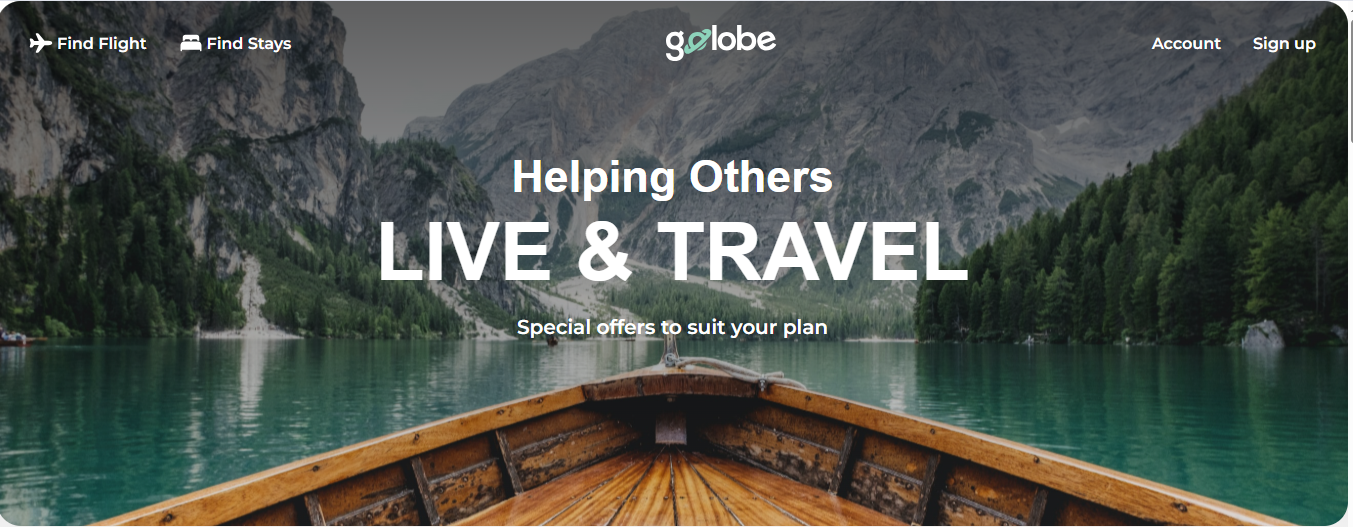 Find Flight
Find Stays
golobe
Account
Sign up
Helping Others
LIVE & TRAVEL
Special offers to suit your plan